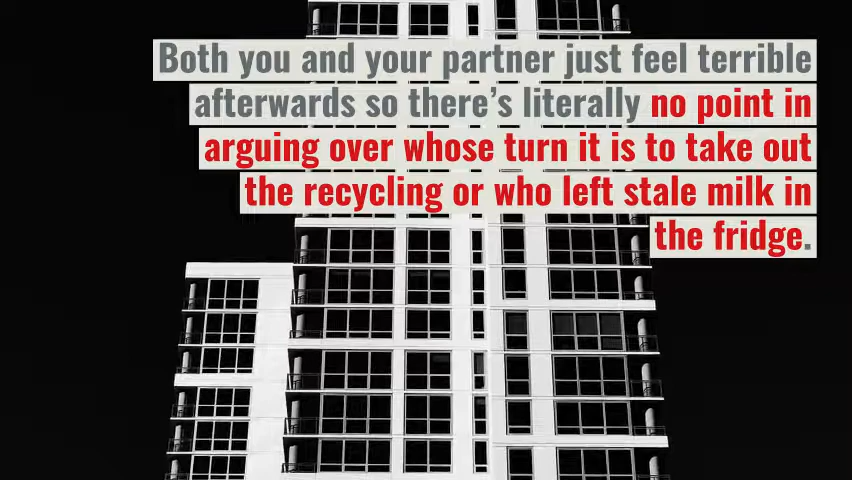 Both you and your partner just feel terrible
afterwards so there’s literally no point in
arguing over whose turn it is to take out
the recycling or who left stale milk in
the fridge.